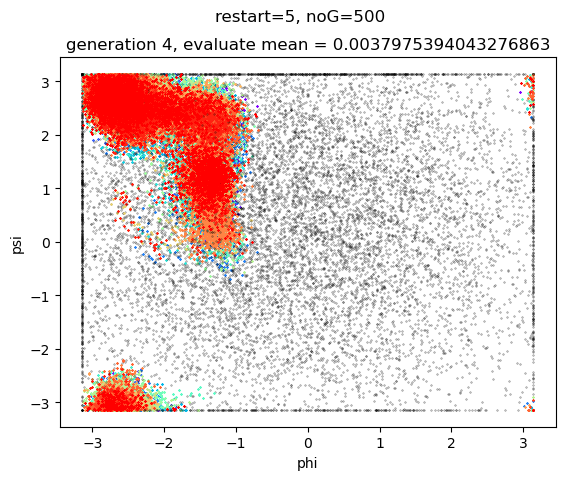 restart=5, noG=500
generation 4, evaluate mean = 0.0037975394043276863
3
2
1
0
−1
−2
−3
psi
−3 −2 −1 0 1 2 3
phi